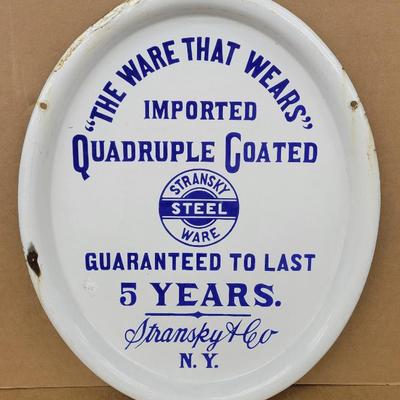 "THE WARE THAT WEARS"
IMPORTED
QUADRUPLE COATED
STRANSKY
STEEL
WARE
GUARANTEED TO LAST
5 YEARS.
Stransky & Co
N.Y.